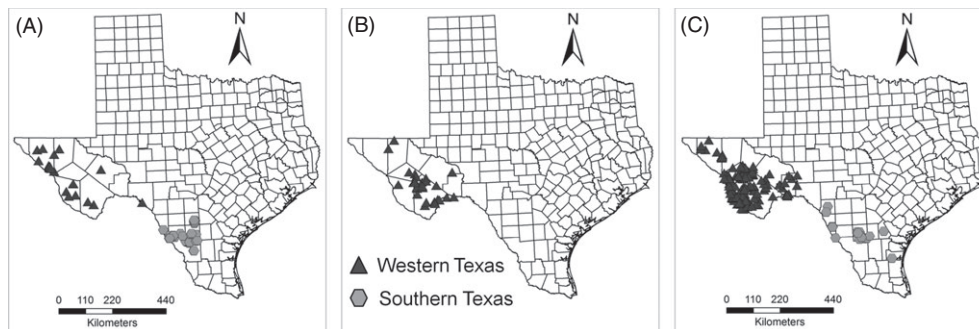 (A)
N
0 110 220 440
Kilometers
(B)
N
Western Texas
Southern Texas
(C)
N
0 110 220 440
Kilometers